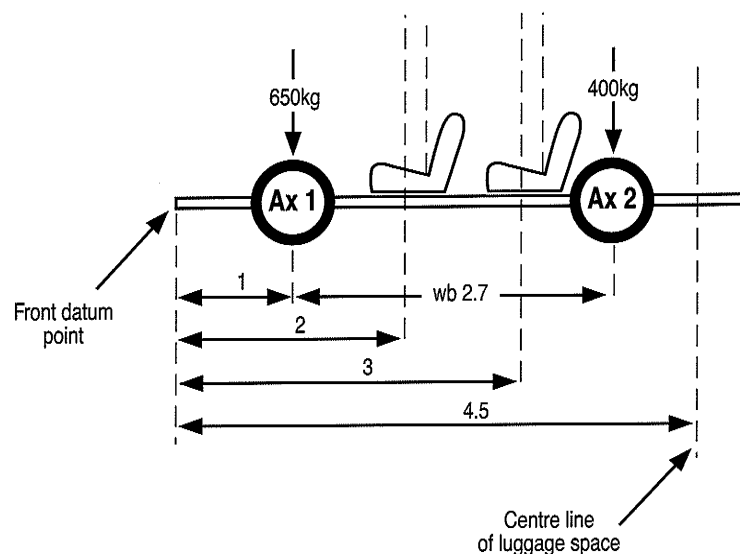 650kg
400kg
Ax 1
Ax 2
1
wb 2.7
Front datum
point
2
3
4.5
Centre line
of luggage space